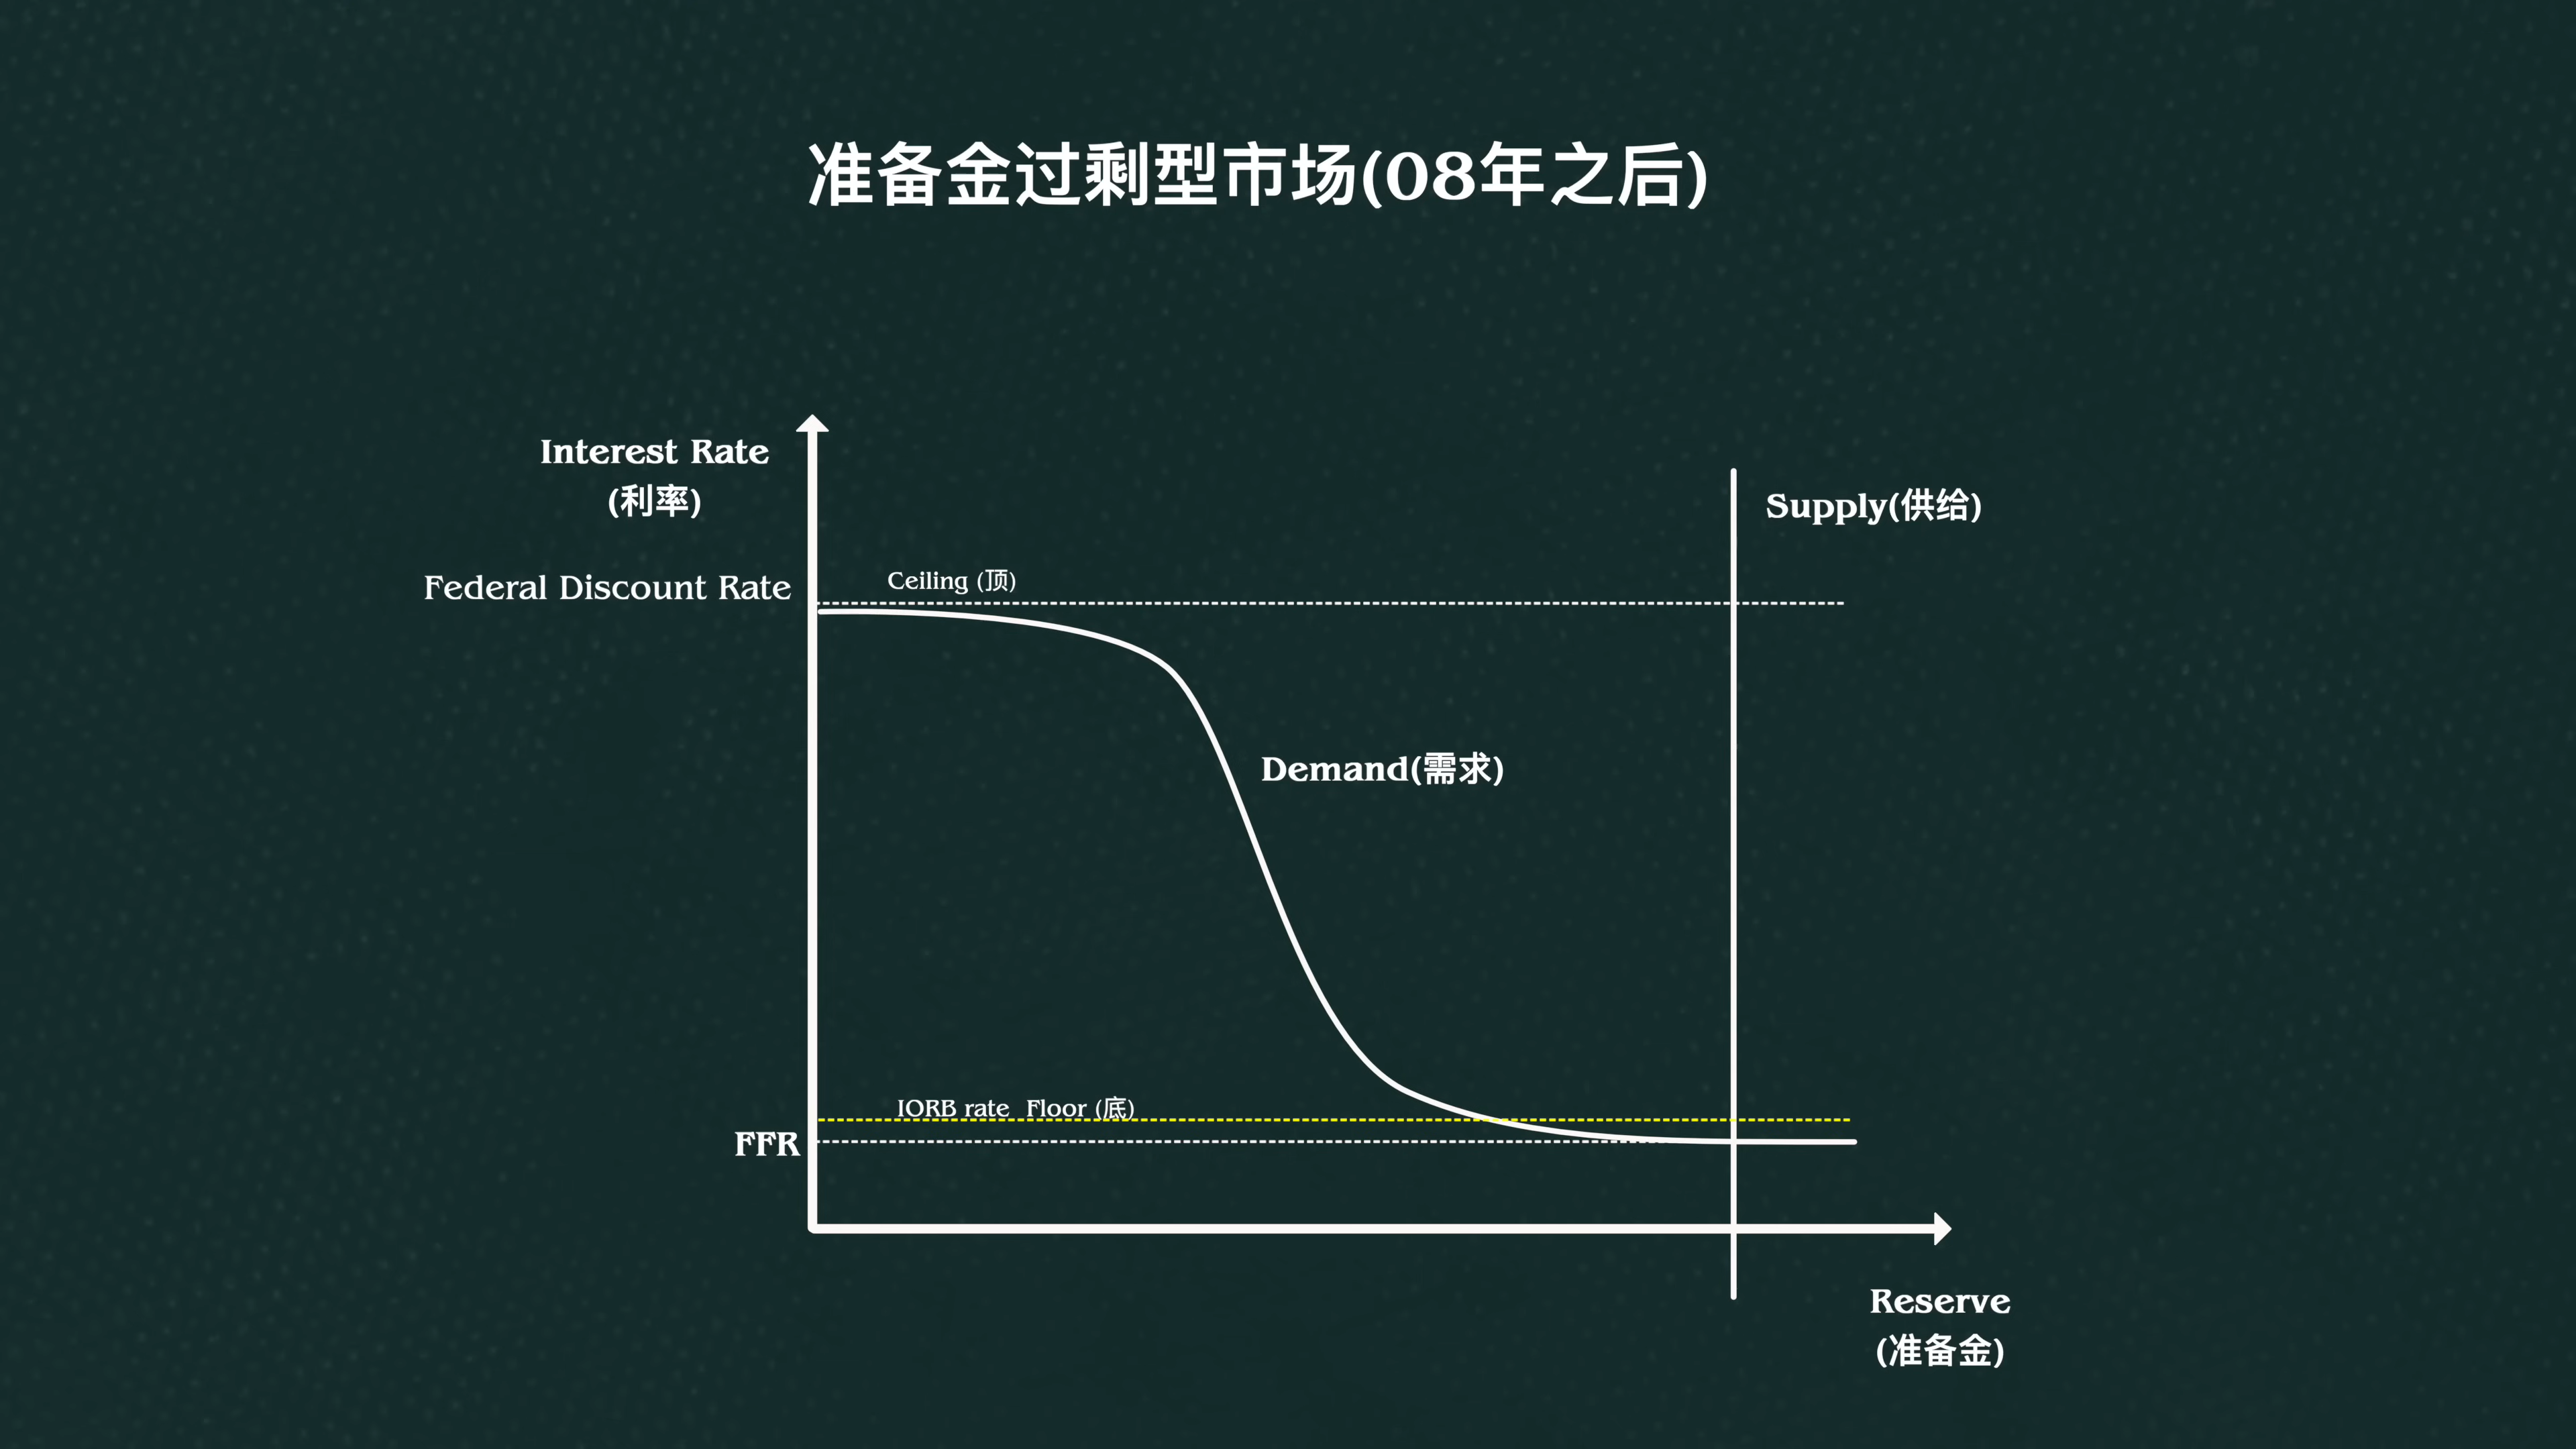 准备金过剩型市场(08年之后)
Interest Rate
(利率)
Supply(供给)
Federal Discount Rate
Ceiling (顶)
Demand(需求)
IORB rate Floor (底)
FFR
Reserve
(准备金)